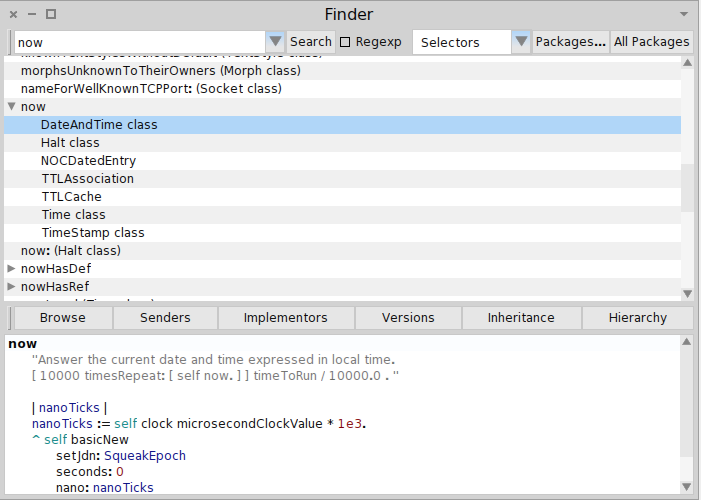 Finder
now Search Regexp Selectors Packages... All Packages
morphsUnknownToTheirOwners (Morph class)
nameForWellKnownTCPPort: (Socket class)
now
DateAndTime class
Halt class
NOCDatedEntry
TTLAssociation
TTLCache
Time class
TimeStamp class
now: (Halt class)
nowHasDef
nowHasRef
Browse Senders Implementors Versions Inheritance Hierarchy
now
"Answer the current date and time expressed in local time.
[ 10000 timesRepeat: [ self now. ] ] timeToRun / 10000.0 . "
| nanoTicks |
nanoTicks := self clock microsecondClockValue * 1e3.
^ self basicNew
setJdn: SqueakEpoch
seconds: 0
nano: nanoTicks